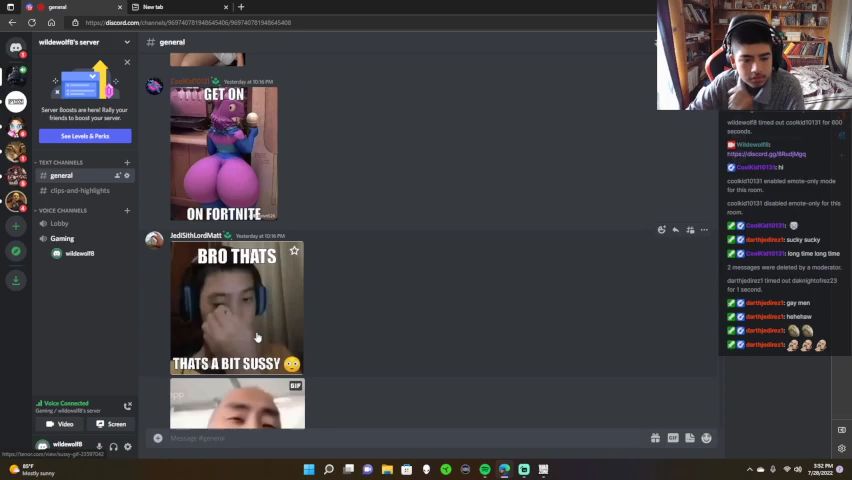 general
New tab
https://discord.com/channels/969740781948645406/969740781948645408
wildewolf8's server
general
Server Boosts are here! Rally
your friends to boost your
server.
See Levels & Perks
TEXT CHANNELS
general
clips-and-highlights
VOICE CHANNELS
Lobby
Gaming
wildewolf8
Voice Connected
Gaming / wildewolf8's server
Video
Screen
wildewolf8
https://tenor.com/view/sussy-gif-23597042
CoolKid10131
Yesterday at 10:16 PM
GET ON
ON FORTNITE
JediSithLordMatt
Yesterday at 10:16 PM
BRO THATS
THATS A BIT SUSSY
GIF
Message #general
GIF
wildewolf8 timed out coolkid10131 for 600
seconds.
Wildewolf8:
https://discord.gg/8RudjMgq
CoolKid10131: hi
coolkid10131 enabled emote-only mode
for this room.
coolkid10131 disabled emote-only for this
room.
CoolKid10131:
darthjedirez1: sucky sucky
CoolKid10131: long time long time
2 messages were deleted by a moderator.
darthjedirez1 timed out daknightofrez23
for 1 second.
darthjedirez1: gay men
darthjedirez1: hehehaw
darthjedirez1:
darthjedirez1:
85°F
Mostly sunny
3:52 PM
7/28/2022